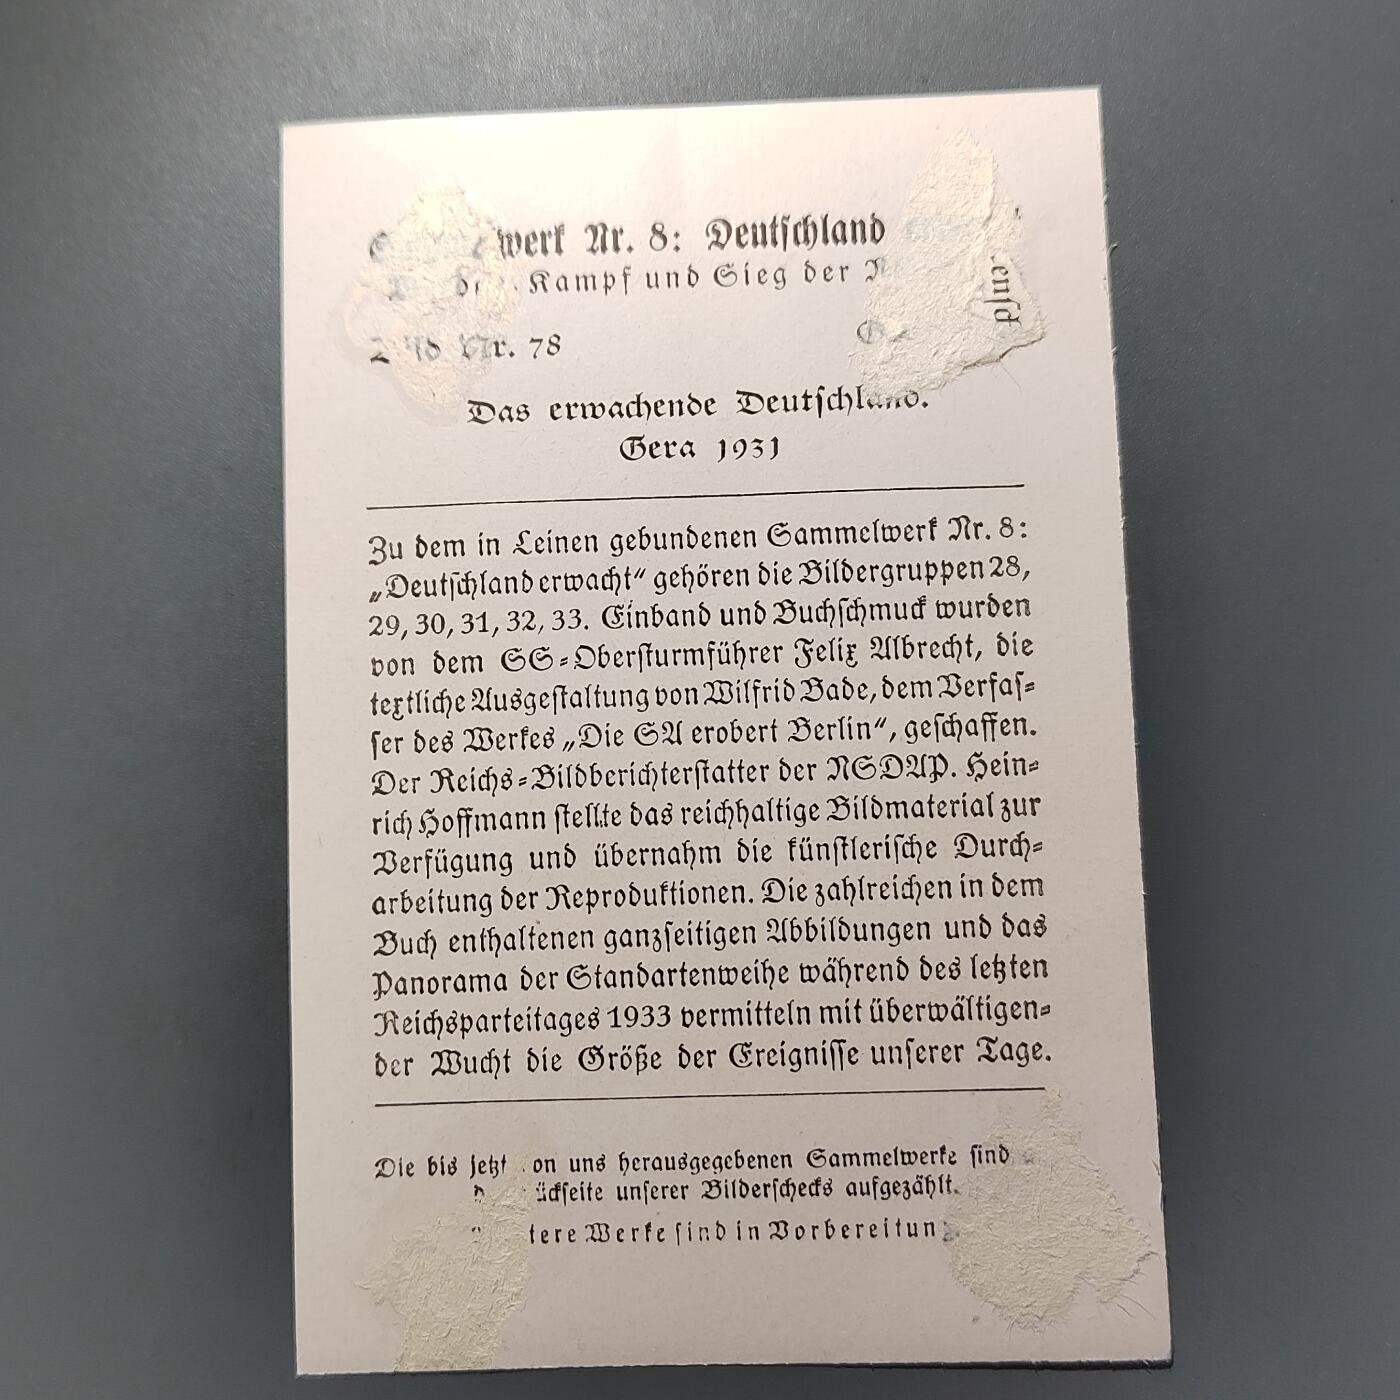 Nr. 8: Deutschland
Kampf und Sieg der
Nr. 78
Das erwachende Deutschland.
Gera 1931
Zu dem in Leinen gebundenen Sammelwerk Nr. 8:
„Deutschland erwacht“ gehören die Bildergruppen 28,
29, 30, 31, 32, 33. Einband und Buchschmuck wurden
von dem SS-Obersturmführer Felix Albrecht, die
textliche Ausgestaltung von Wilfrid Bade, dem Verfas-
ser des Werkes „Die SA erobert Berlin“, geschaffen.
Der Reichs-Bildberichterstatter der NSDAP. Hein-
rich Hoffmann stellte das reichhaltige Bildmaterial zur
Verfügung und übernahm die künstlerische Durch-
arbeitung der Reproduktionen. Die zahlreichen in dem
Buch enthaltenen ganzseitigen Abbildungen und das
Panorama der Standartenweihe während des letzten
Reichsparteitages 1933 vermitteln mit überwältigen-
der Wucht die Größe der Ereignisse unserer Tage.
Die bis jetzt uns herausgegebenen Sammelwerke sind
unserer Bilderschecks aufgezählt.
Werke sind in Vorbereitung